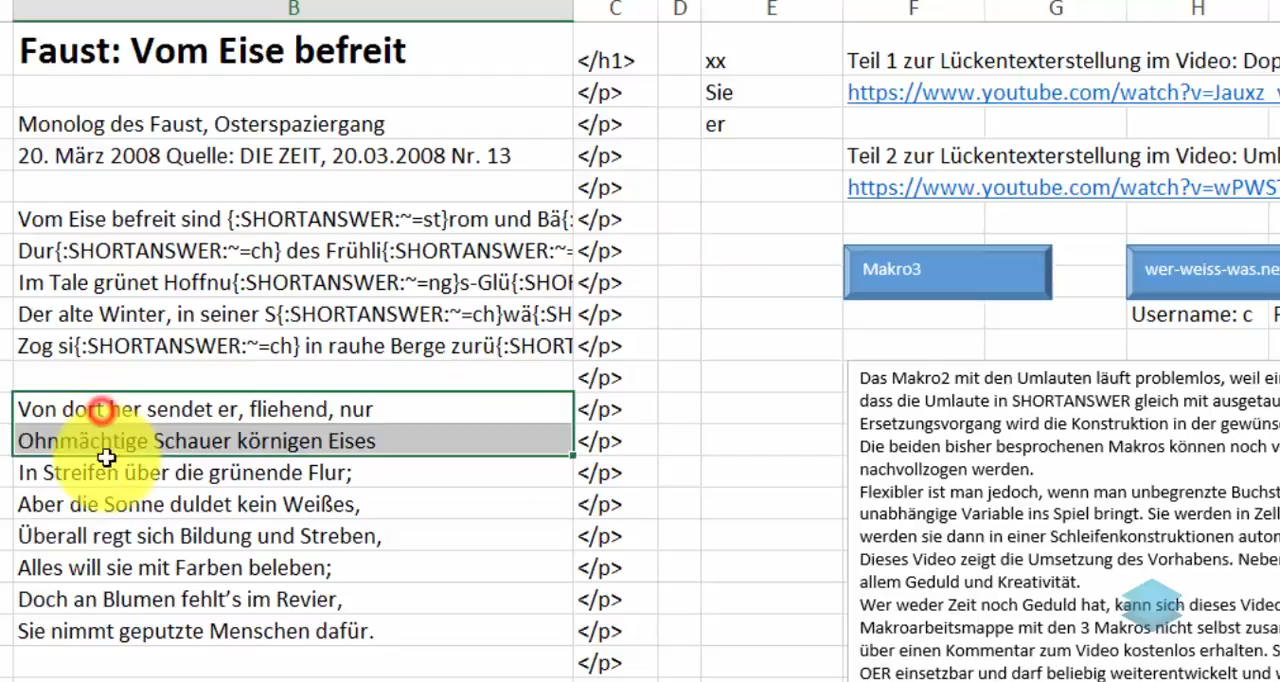 B C D E F G H
Faust: Vom Eise befreit </h1> xx Teil 1 zur Lückentexterstellung im Video:
</p> Sie https://www.youtube.com/watch?v=Jauxz_
Monolog des Faust, Osterspaziergang </p> er
20. März 2008 Quelle: DIE ZEIT, 20.03.2008 Nr. 13 </p> Teil 2 zur Lückentexterstellung im Video:
</p> https://www.youtube.com/watch?v=wPWS
Vom Eise befreit sind {:SHORTANSWER:~=st}rom und Bä{: </p>
Dur{:SHORTANSWER:~=ch} des Frühli{:SHORTANSWER:~= </p>
Makro3 wer-weiss-was.ne
Im Tale grünet Hoffnu{:SHORTANSWER:~=ng}s-Glü{:SHO </p>
Der alte Winter, in seiner S{:SHORTANSWER:~=ch}wä{:SH </p> Username: c
Zog si{:SHORTANSWER:~=ch} in rauhe Berge zurü{:SHORT </p>
</p> Das Makro2 mit den Umlauten läuft problemlos, weil
dass die Umlaute in SHORTANSWER gleich mit
Von dort her sendet er, fliehend, nur </p>
Ersetzungsvorgang wird die Konstruktion in der
Ohnmächtige Schauer körnigen Eises </p> Die beiden bisher besprochenen Makros können noch
In Streifen über die grünende Flur; </p> nachvollzogen werden.
Flexibler ist man jedoch, wenn man unbegrenzte
Aber die Sonne duldet kein Weißes, </p> unabhängige Variable ins Spiel bringt. Sie werden in
Überall regt sich Bildung und Streben, </p> werden sie dann in einer Schleifenkonstruktionen
Dieses Video zeigt die Umsetzung des Vorhabens.
Alles will sie mit Farben beleben; </p> allem Geduld und Kreativität.
Doch an Blumen fehlt’s im Revier, </p> Wer weder Zeit noch Geduld hat, kann sich dieses
Sie nimmt geputzte Menschen dafür. </p> Makroarbeitsmappe mit den 3 Makros nicht selbst
über einen Kommentar zum Video kostenlos erhalten.
</p> OER einsetzbar und darf beliebig weiterentwickelt und